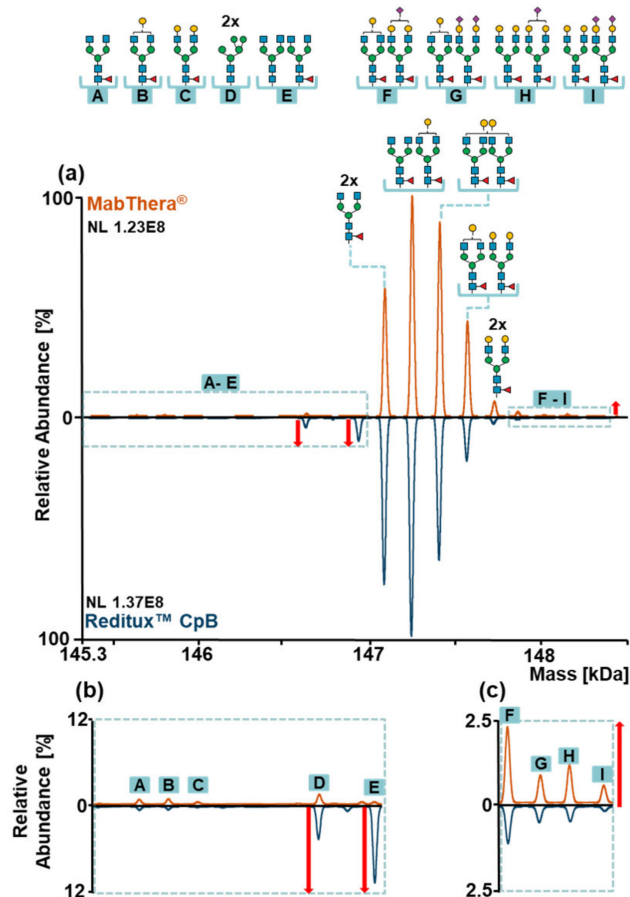 2x
A B C D E F G H I
(a)
100
MabThera®
NL 1.23E8
2x
2x
A- E
F - I
0
Relative Abundance [%]
NL 1.37E8
Reditux™ CpB
100
145.3 146 147 148
Mass [kDa]
(b)
(c)
12
A B C D E
0
12
Relative
Abundance [%]
F
2.5
G H I
0
2.5